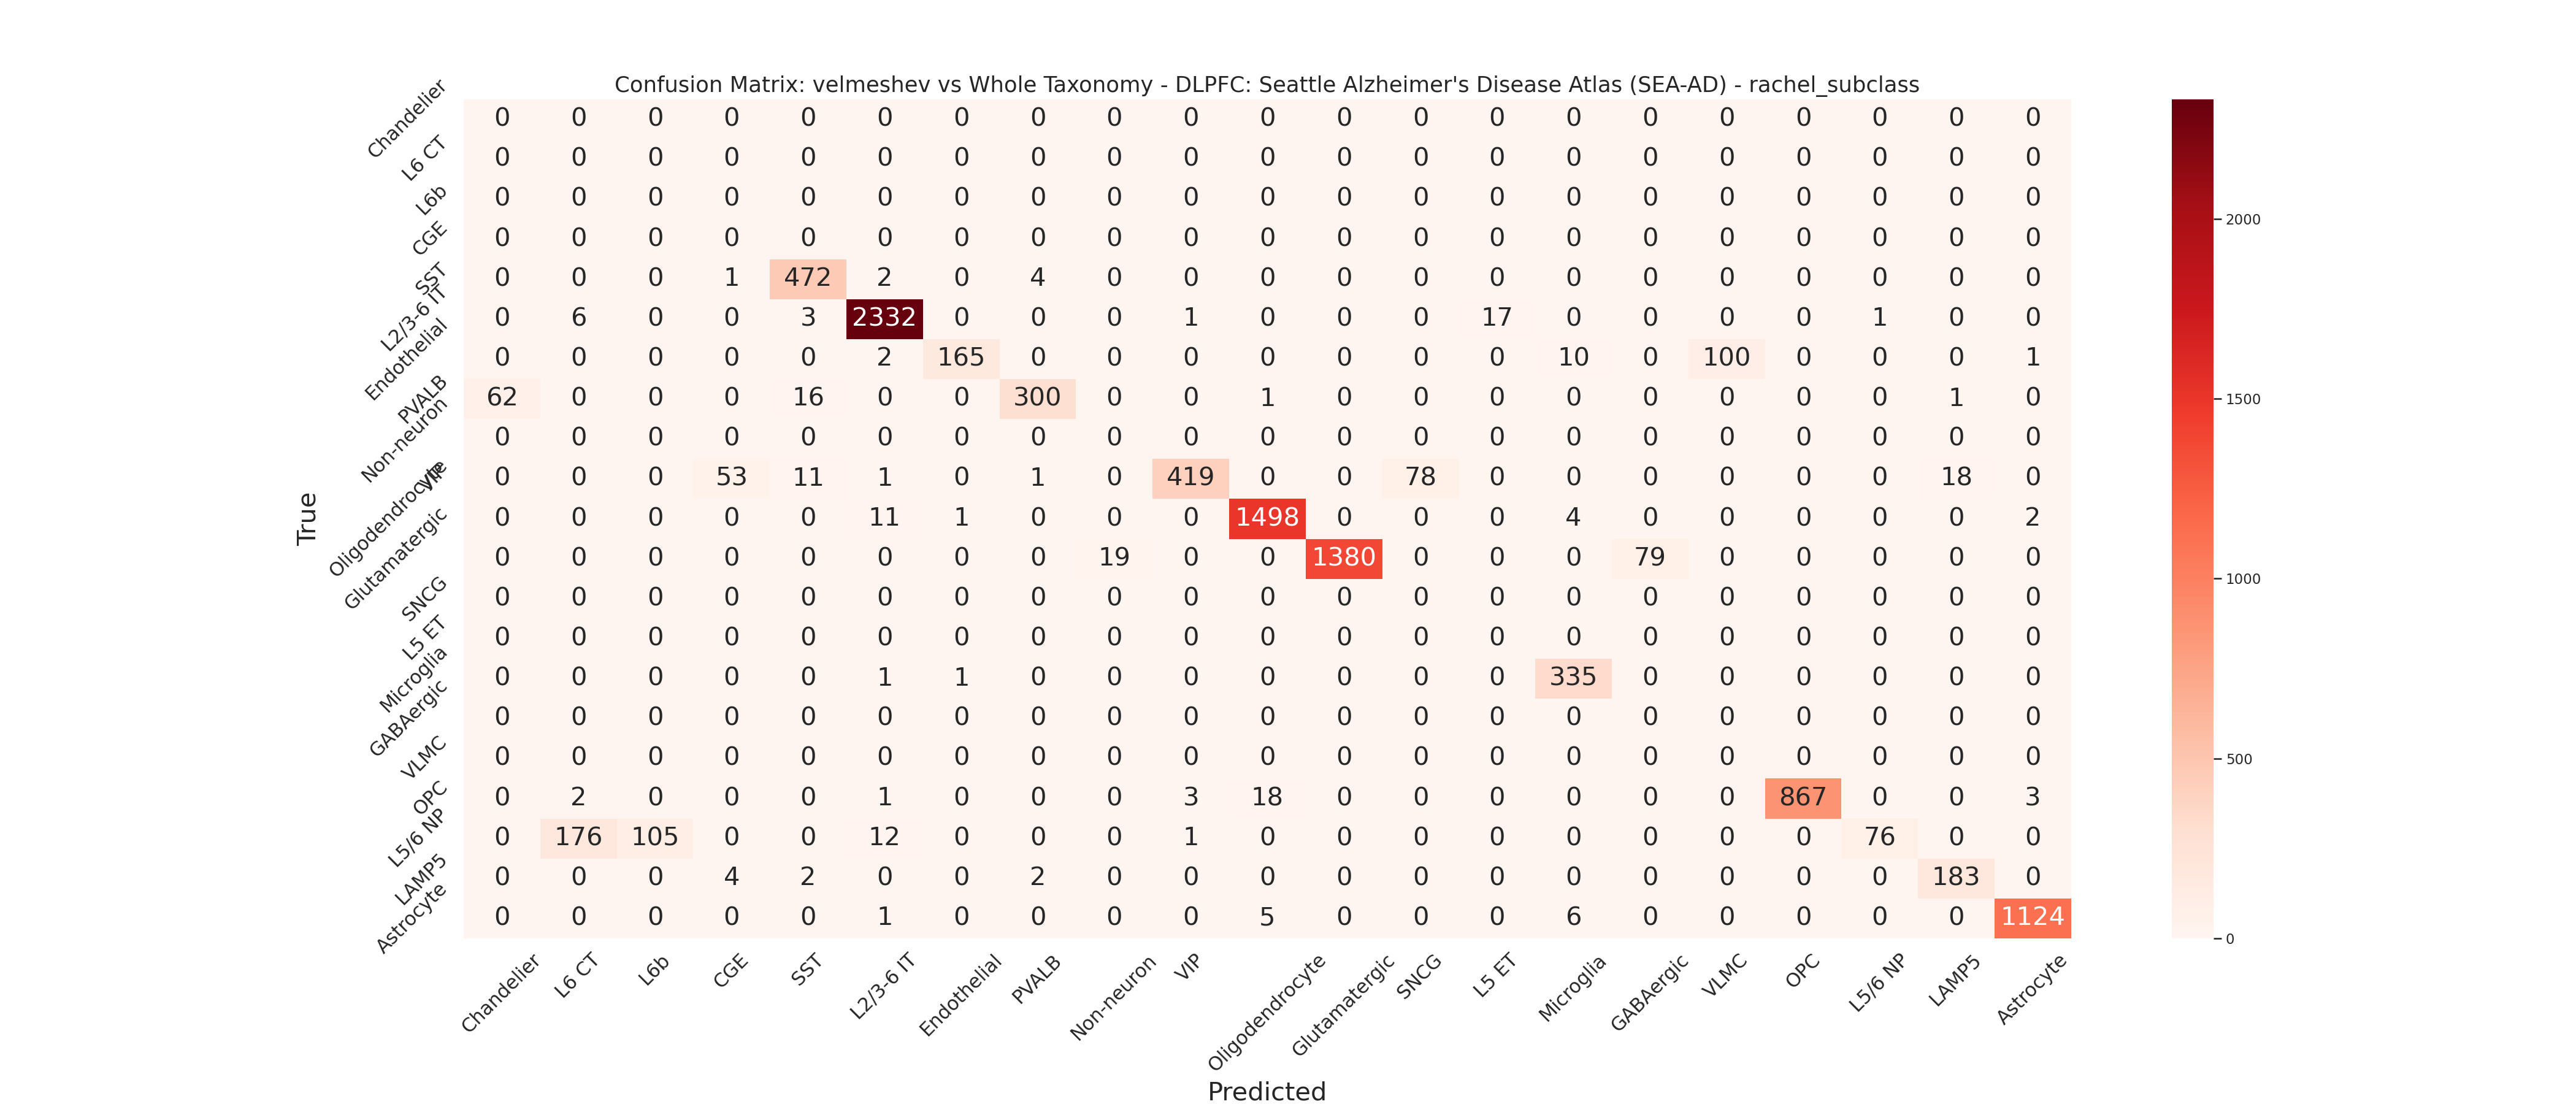 Confusion Matrix: velmeshev vs Whole Taxonomy - DLPFC: Seattle Alzheimer's Disease Atlas (SEA-AD) - rachel_subclass
True
Chandelier 0 0 0 0 0 0 0 0 0 0 0 0 0 0 0 0 0 0 0 0 0
L6 CT 0 0 0 0 0 0 0 0 0 0 0 0 0 0 0 0 0 0 0 0 0
L6b 0 0 0 0 0 0 0 0 0 0 0 0 0 0 0 0 0 0 0 0 0
CGE 0 0 0 0 0 0 0 0 0 0 0 0 0 0 0 0 0 0 0 0 0
SST 0 0 0 1 472 2 0 4 0 0 0 0 0 0 0 0 0 0 0 0 0
L2/3-6 IT 0 6 0 0 3 2332 0 0 0 1 0 0 0 17 0 0 0 0 1 0 0
Endothelial 0 0 0 0 0 2 165 0 0 0 0 0 0 0 10 0 100 0 0 0 1
PVALB 62 0 0 0 16 0 0 300 0 0 1 0 0 0 0 0 0 0 0 1 0
Non-neuron 0 0 0 0 0 0 0 0 0 0 0 0 0 0 0 0 0 0 0 0 0
VIP 0 0 0 53 11 1 0 1 0 419 0 0 78 0 0 0 0 0 0 18 0
Oligodendrocyte 0 0 0 0 0 11 1 0 0 0 1498 0 0 0 4 0 0 0 0 0 2
Glutamatergic 0 0 0 0 0 0 0 0 19 0 0 1380 0 0 0 79 0 0 0 0 0
SNCG 0 0 0 0 0 0 0 0 0 0 0 0 0 0 0 0 0 0 0 0 0
L5 ET 0 0 0 0 0 0 0 0 0 0 0 0 0 0 0 0 0 0 0 0 0
Microglia 0 0 0 0 0 1 1 0 0 0 0 0 0 0 335 0 0 0 0 0 0
GABAergic 0 0 0 0 0 0 0 0 0 0 0 0 0 0 0 0 0 0 0 0 0
VLMC 0 0 0 0 0 0 0 0 0 0 0 0 0 0 0 0 0 0 0 0 0
OPC 0 2 0 0 0 1 0 0 0 3 18 0 0 0 0 0 0 867 0 0 3
L5/6 NP 0 176 105 0 0 12 0 0 0 1 0 0 0 0 0 0 0 0 76 0 0
LAMP5 0 0 0 4 2 0 0 2 0 0 0 0 0 0 0 0 0 0 0 183 0
Astrocyte 0 0 0 0 0 1 0 0 0 0 5 0 0 0 6 0 0 0 0 0 1124
Chandelier L6 CT L6b CGE SST L2/3-6 IT Endothelial PVALB Non-neuron VIP Oligodendrocyte Glutamatergic SNCG L5 ET Microglia GABAergic VLMC OPC L5/6 NP LAMP5 Astrocyte
Predicted
2000
1500
1000
500
0